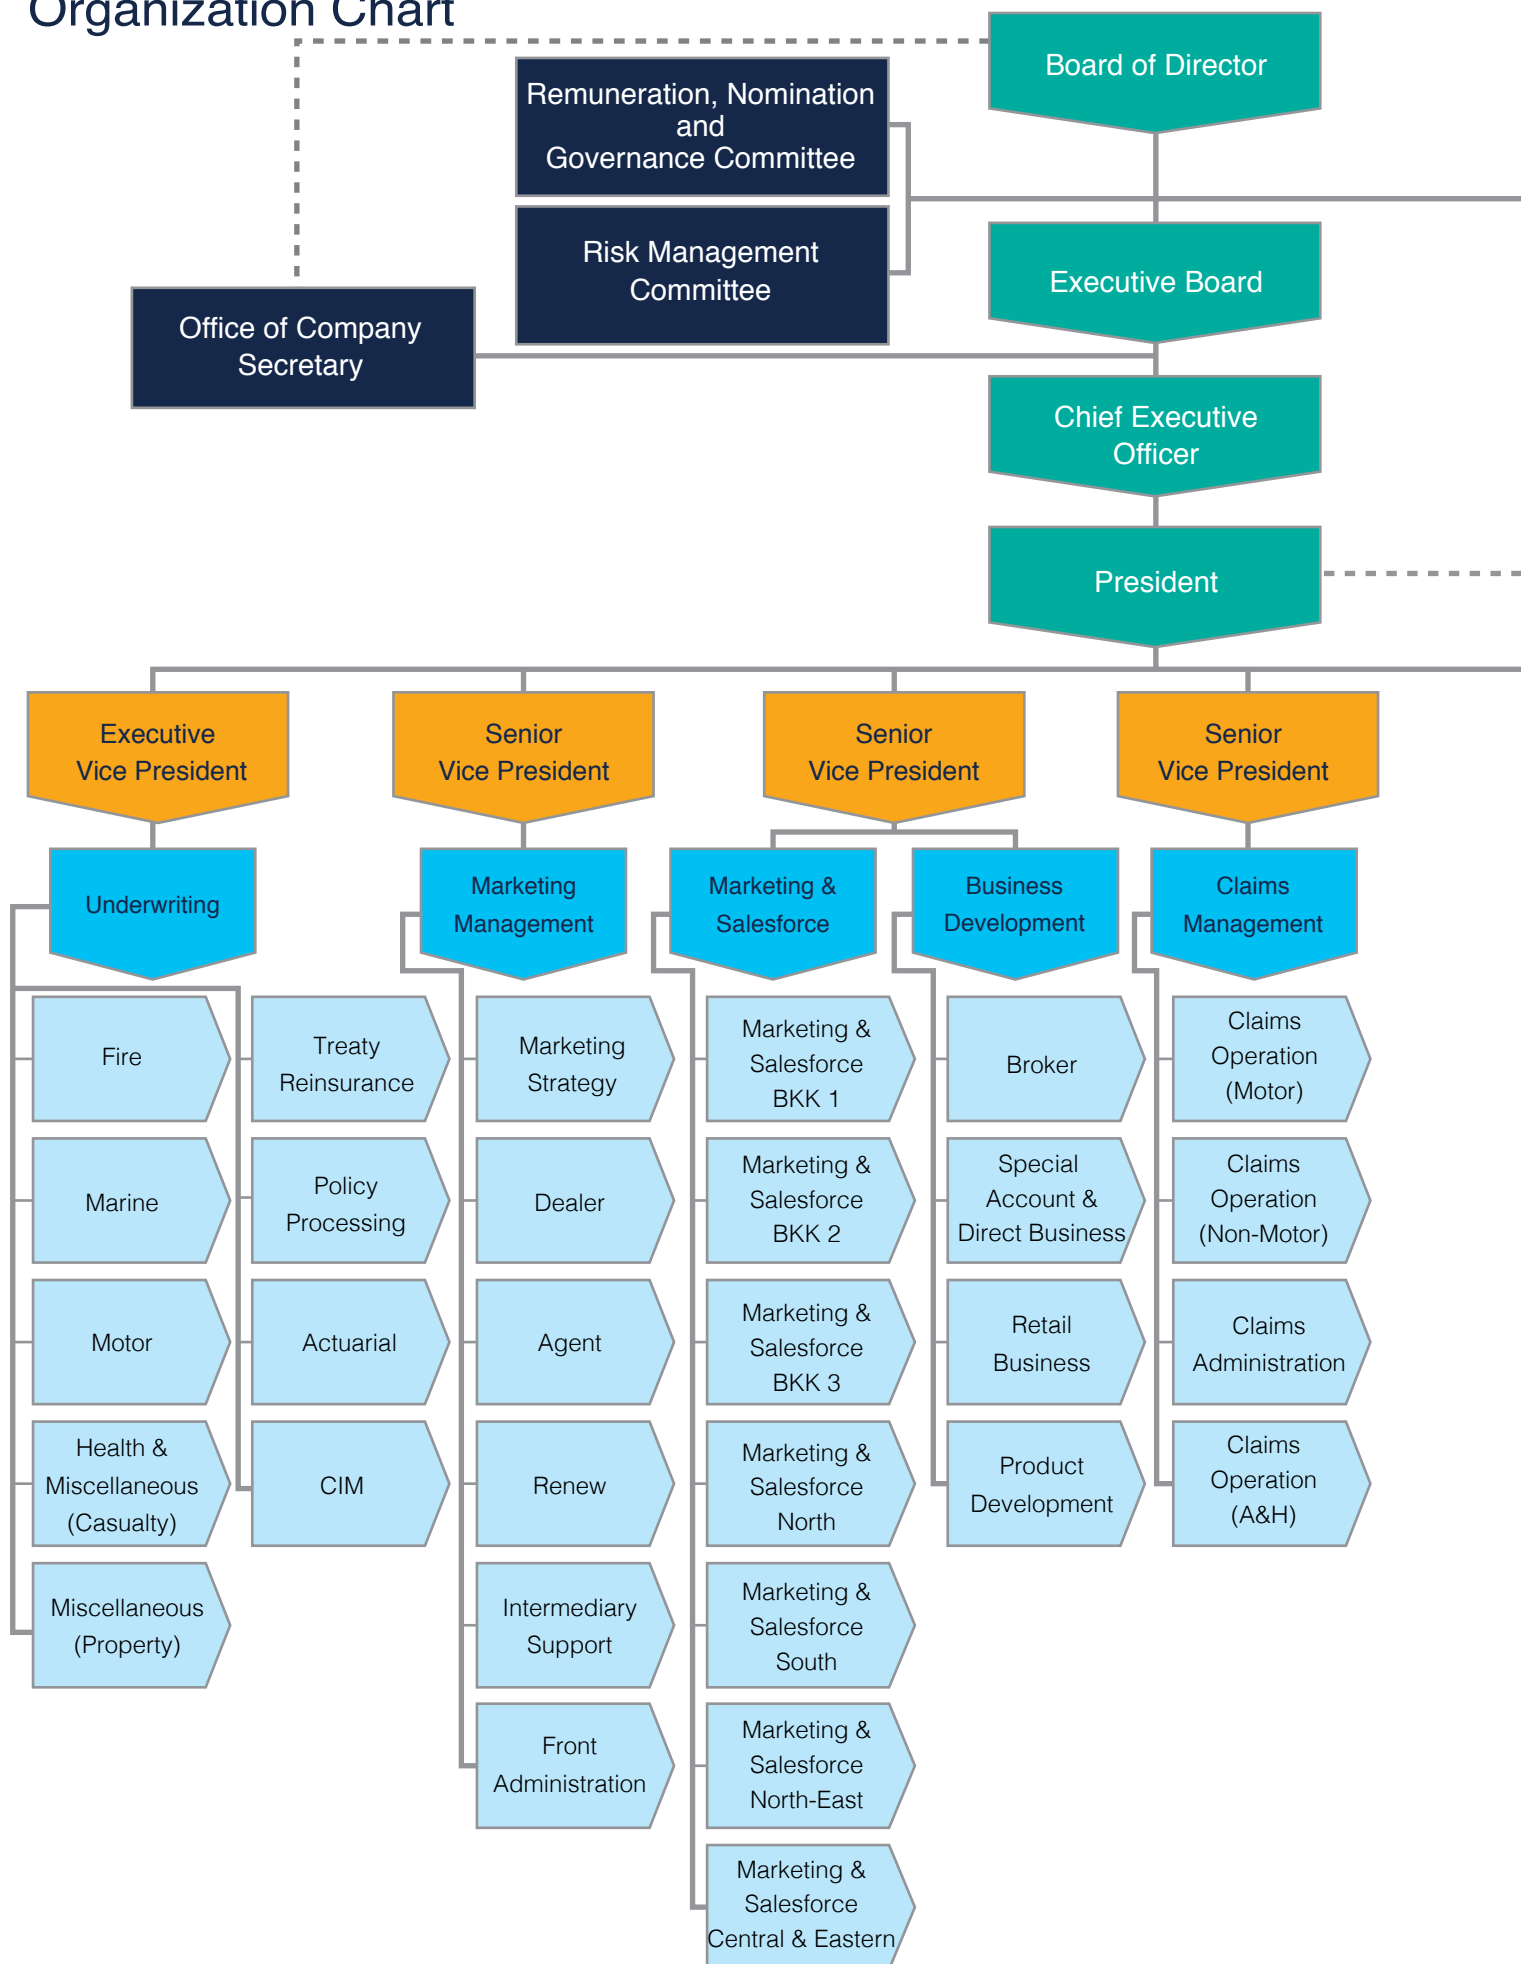 Organization Chart
Board of Director
Remuneration, Nomination
and
Governance Committee
Risk Management
Committee
Executive Board
Office of Company
Secretary
Chief Executive
Officer
President
Executive
Vice President
Senior
Vice President
Senior
Vice President
Senior
Vice President
Underwriting
Marketing
Management
Marketing &
Salesforce
Business
Development
Claims
Management
Fire
Treaty
Reinsurance
Marketing
Strategy
Marketing &
Salesforce
BKK 1
Broker
Claims
Operation
(Motor)
Marine
Policy
Processing
Dealer
Marketing &
Salesforce
BKK 2
Special
Account &
Direct Business
Claims
Operation
(Non-Motor)
Motor
Actuarial
Agent
Marketing &
Salesforce
BKK 3
Retail
Business
Claims
Administration
Health &
Miscellaneous
(Casualty)
CIM
Renew
Marketing &
Salesforce
North
Product
Development
Claims
Operation
(A&H)
Miscellaneous
(Property)
Intermediary
Support
Marketing &
Salesforce
South
Front
Administration
Marketing &
Salesforce
North-East
Marketing &
Salesforce
Central & Eastern